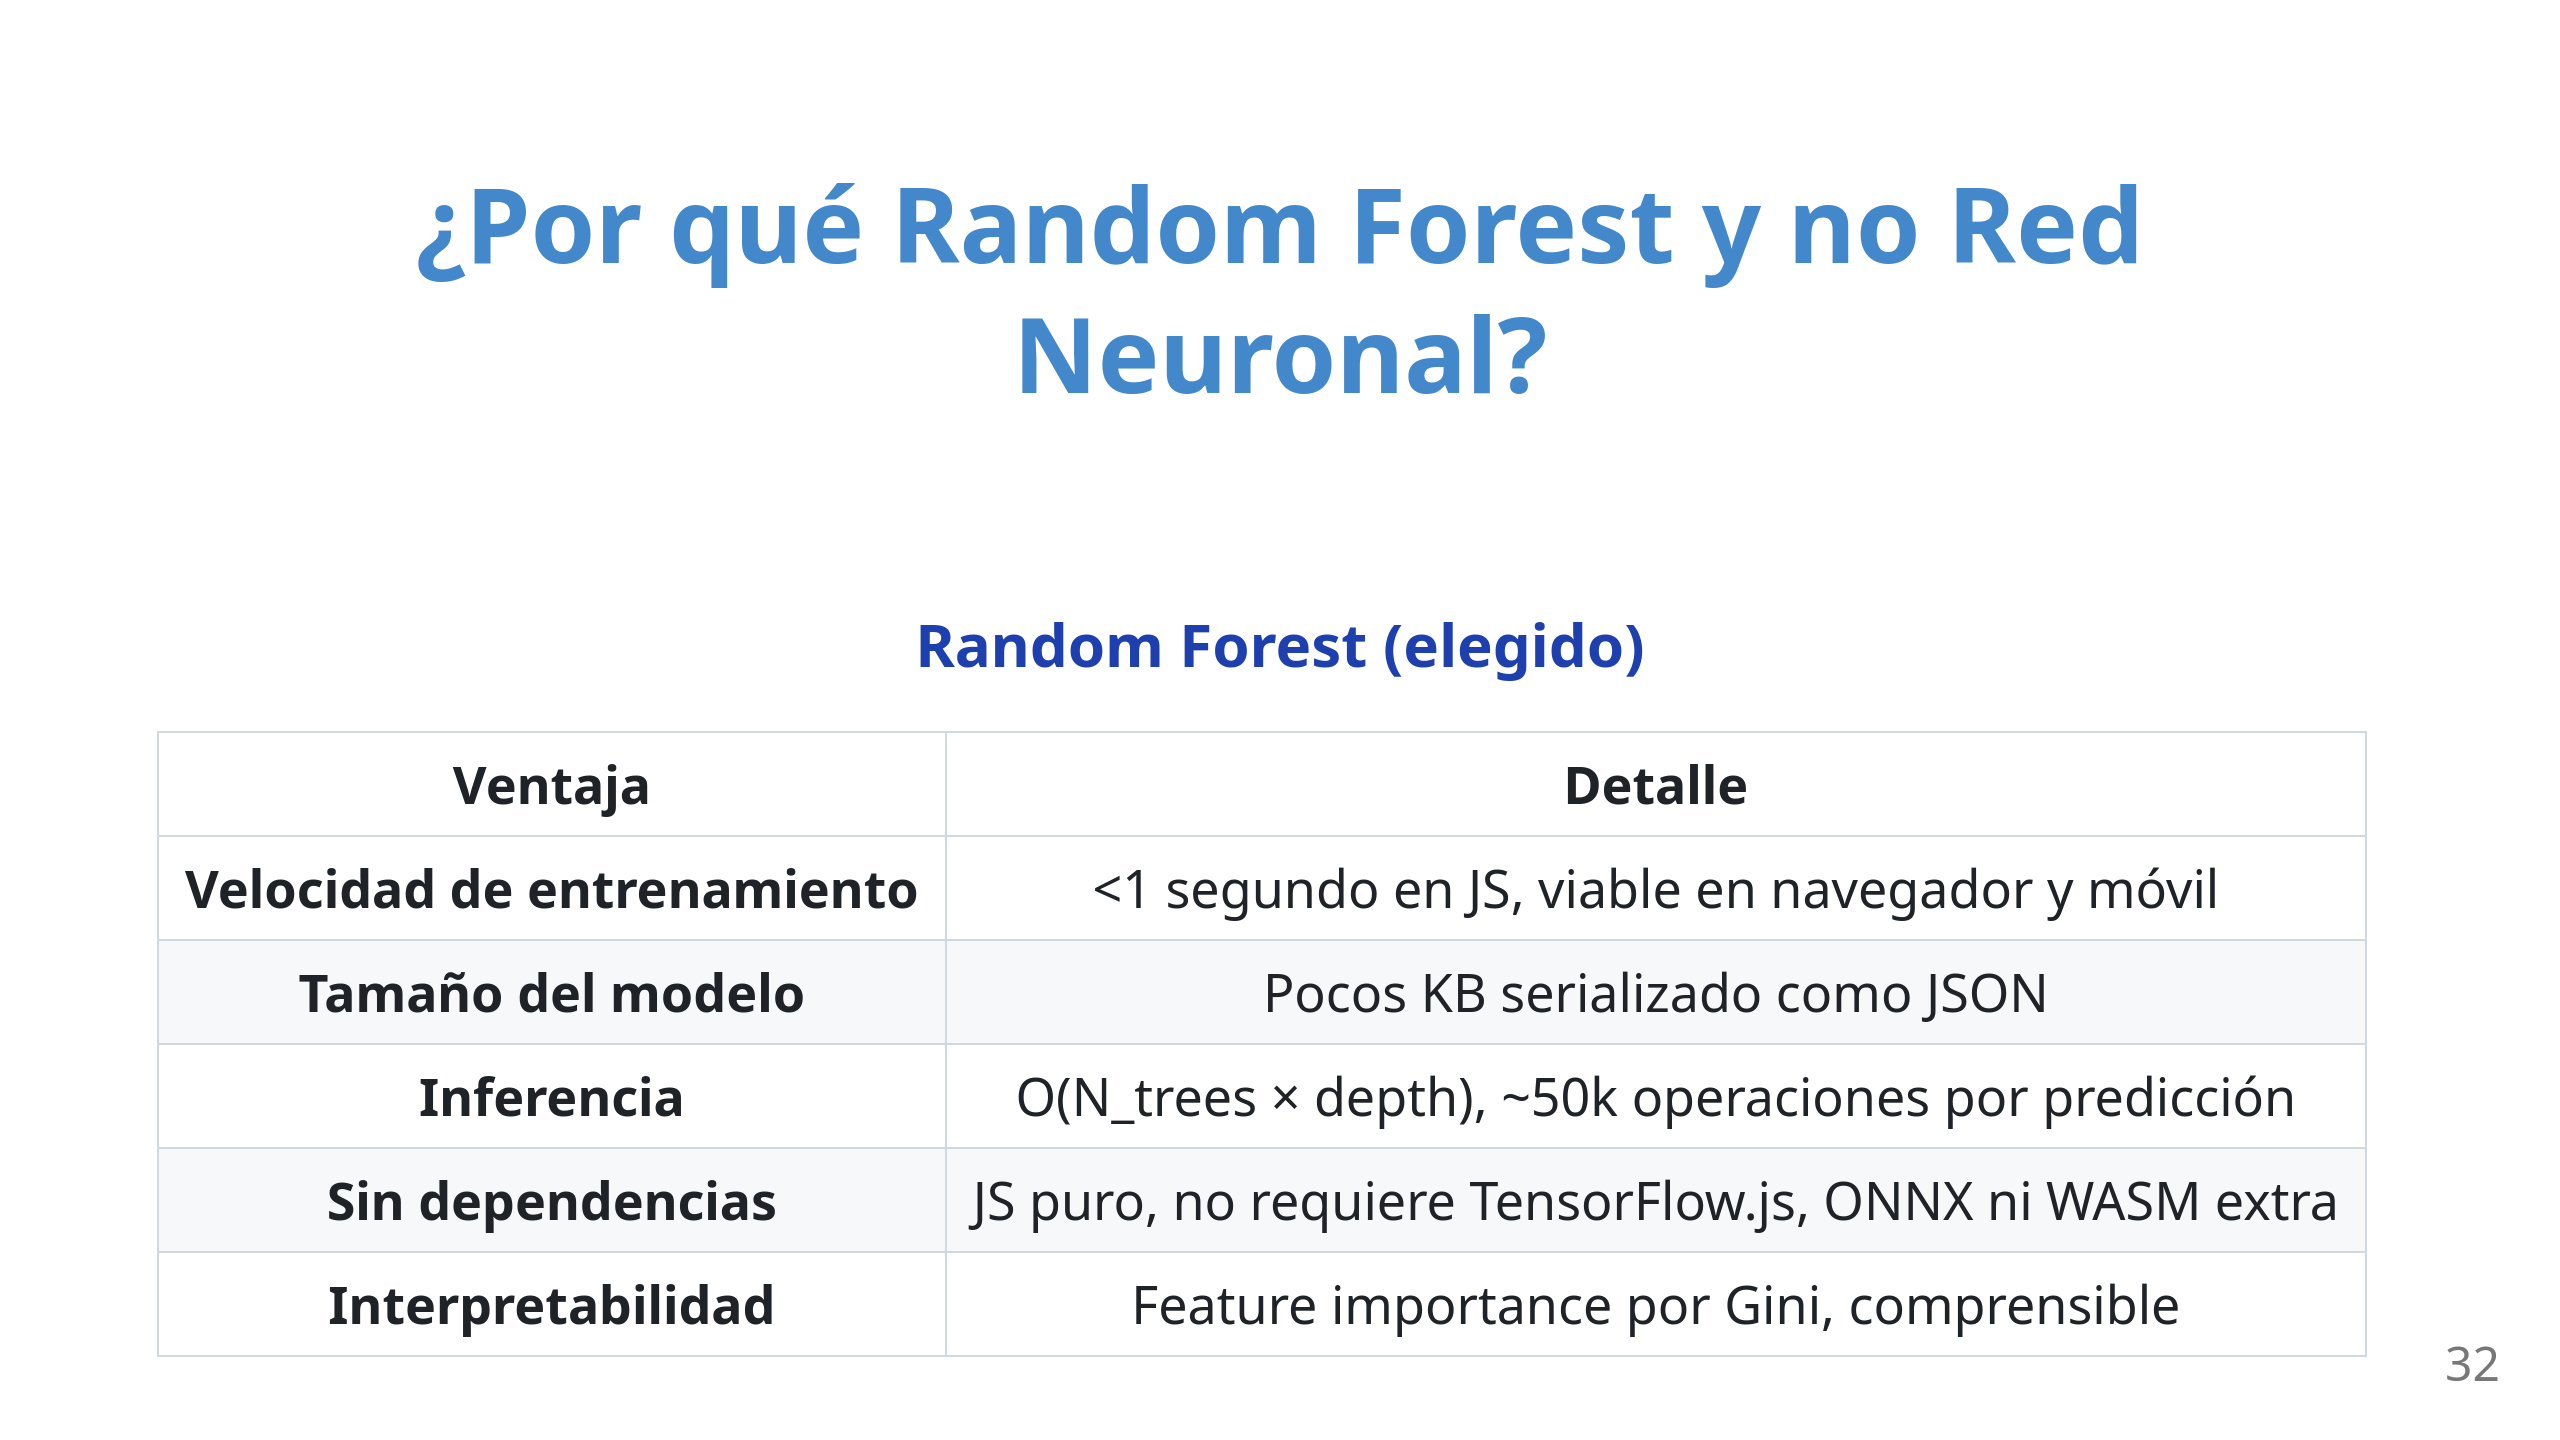 ¿Por qué Random Forest y no Red
Neuronal?
Random Forest (elegido)
Ventaja Detalle
Velocidad de entrenamiento <1 segundo en JS, viable en navegador y móvil
Tamaño del modelo Pocos KB serializado como JSON
Inferencia O(N_trees × depth), ~50k operaciones por predicción
Sin dependencias JS puro, no requiere TensorFlow.js, ONNX ni WASM extra
Interpretabilidad Feature importance por Gini, comprensible
32